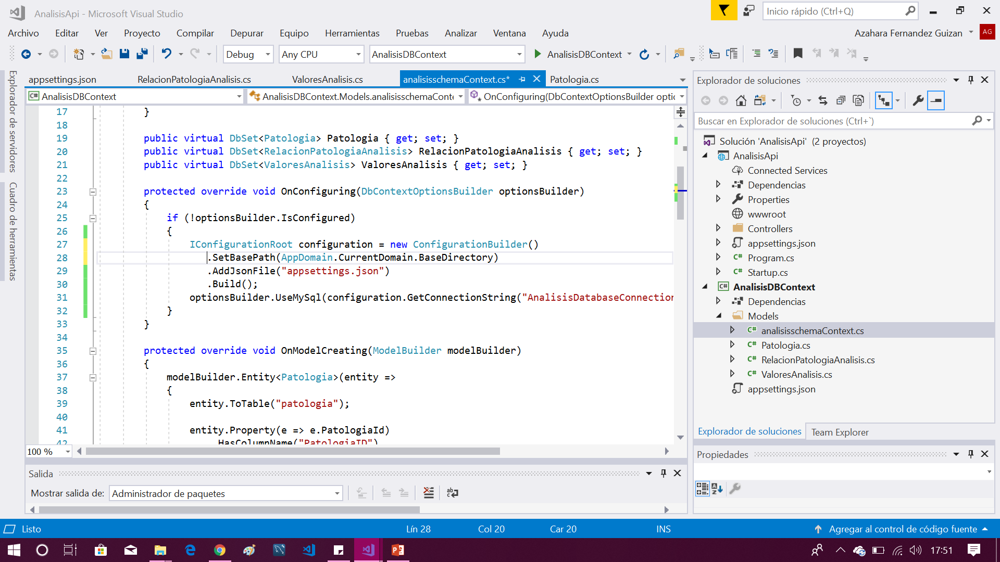 AnalisisApi - Microsoft Visual Studio
Inicio rápido (Ctrl+Q)
Archivo Editar Ver Proyecto Compilar Depurar Equipo Herramientas Pruebas Analizar Ventana Ayuda
Azahara Fernandez Guizan AG
Debug Any CPU AnalisisDBContext AnalisisDBContext
Explorador de servidores
Cuadro de herramientas
appsettings.json RelacionPatologiaAnalisis.cs ValoresAnalisis.cs analisisschemaContext.cs* Patologia.cs
C# AnalisisDBContext AnalisisDBContext.Models.analisisschemaConte OnConfiguring(DbContextOptionsBuilder optic
17 }
18
19 public virtual DbSet<Patologia> Patologia { get; set; }
20 public virtual DbSet<RelacionPatologiaAnalisis> RelacionPatologiaAnalisis { get; set; }
21 public virtual DbSet<ValoresAnalisis> ValoresAnalisis { get; set; }
22
23 protected override void OnConfiguring(DbContextOptionsBuilder optionsBuilder)
24 {
25 if (!optionsBuilder.IsConfigured)
26 {
27 IConfigurationRoot configuration = new ConfigurationBuilder()
28 .SetBasePath(AppDomain.CurrentDomain.BaseDirectory)
29 .AddJsonFile("appsettings.json")
30 .Build();
31 optionsBuilder.UseMySql(configuration.GetConnectionString("AnalisisDatabaseConnection
32 }
33 }
34
35 protected override void OnModelCreating(ModelBuilder modelBuilder)
36 {
37 modelBuilder.Entity<Patologia>(entity =>
38 {
39 entity.ToTable("patologia");
40
41 entity.Property(e => e.PatologiaId)
42 .HasColumnName("PatologiaID")
100 %
Salida
Mostrar salida de: Administrador de paquetes
Explorador de soluciones
Buscar en Explorador de soluciones (Ctrl+`)
Solución 'AnalisisApi' (2 proyectos)
AnalisisApi
Connected Services
Dependencias
Properties
wwwroot
Controllers
appsettings.json
C# Program.cs
C# Startup.cs
C# AnalisisDBContext
Dependencias
Models
C# analisisschemaContext.cs
C# Patologia.cs
C# RelacionPatologiaAnalisis.cs
C# ValoresAnalisis.cs
appsettings.json
Explorador de soluciones Team Explorer
Propiedades
Listo Lín 28 Col 20 Car 20 INS Agregar al control de código fuente
17:51